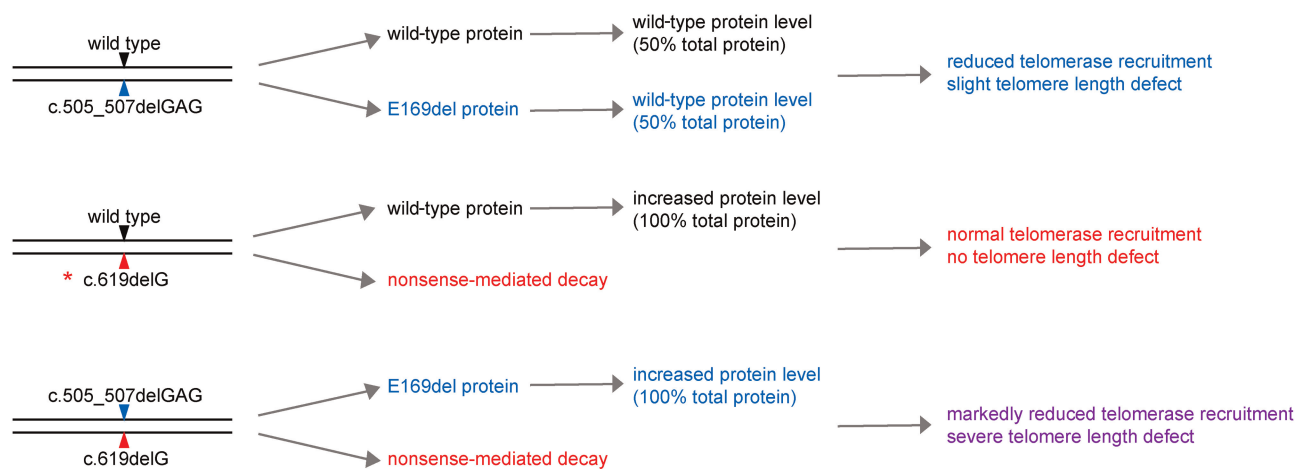 wild type
c.505_507delGAG
wild-type protein
wild-type protein level
(50% total protein)
E169del protein
wild-type protein level
(50% total protein)
reduced telomerase recruitment
slight telomere length defect
wild type
* c.619delG
wild-type protein
increased protein level
(100% total protein)
nonsense-mediated decay
normal telomerase recruitment
no telomere length defect
c.505_507delGAG
c.619delG
E169del protein
increased protein level
(100% total protein)
nonsense-mediated decay
markedly reduced telomerase recruitment
severe telomere length defect